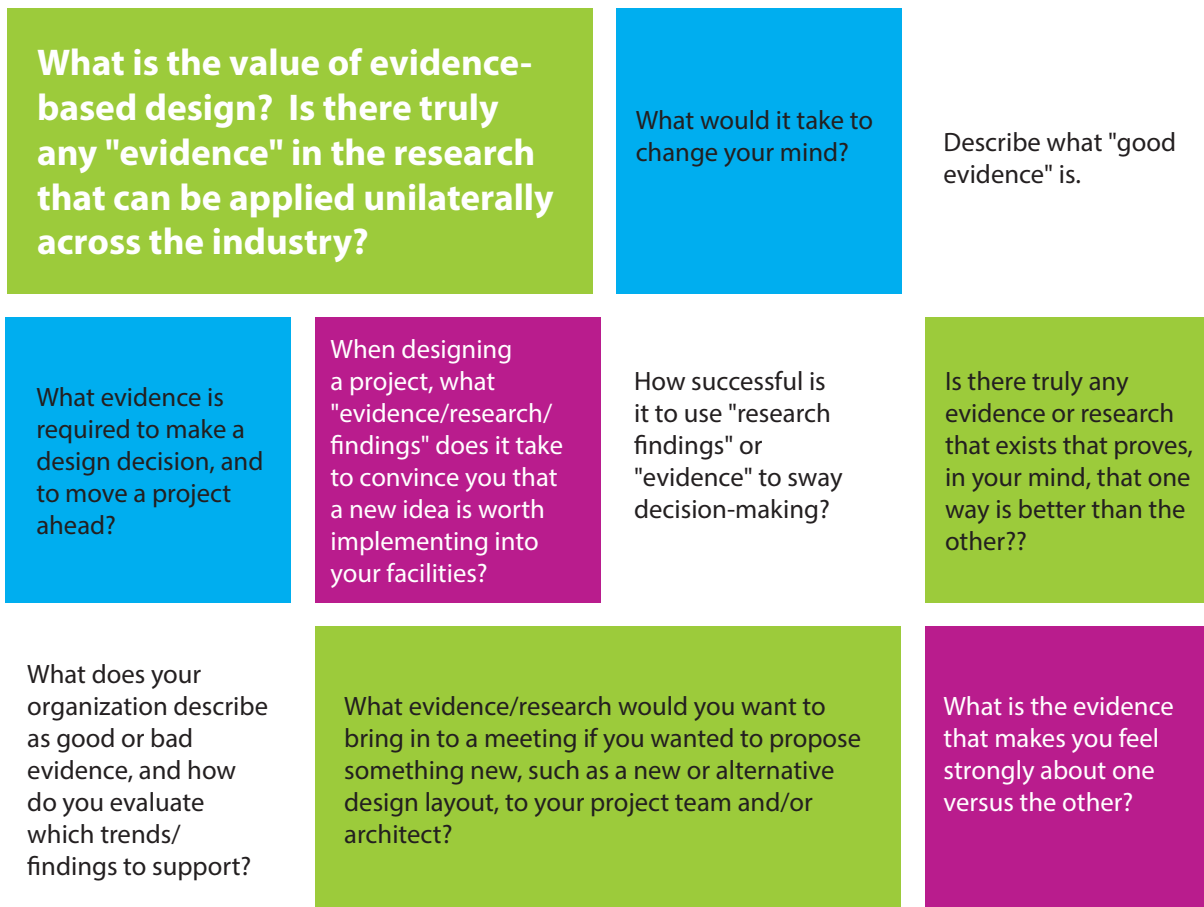 What is the value of evidence-
based design?  Is there truly
any "evidence" in the research
that can be applied unilaterally
across the industry?
What would it take to
change your mind?
Describe what "good
evidence" is.
What evidence is
required to make a
design decision, and
to move a project
ahead?
When designing
a project, what
"evidence/research/
findings" does it take
to convince you that
a new idea is worth
implementing into
your facilities?
How successful is
it to use "research
findings" or
"evidence" to sway
decision-making?
Is there truly any
evidence or research
that exists that proves,
in your mind, that one
way is better than the
other??
What does your
organization describe
as good or bad
evidence, and how
do you evaluate
which trends/
findings to support?
What evidence/research would you want to
bring in to a meeting if you wanted to propose
something new, such as a new or alternative
design layout, to your project team and/or
architect?
What is the evidence
that makes you feel
strongly about one
versus the other?